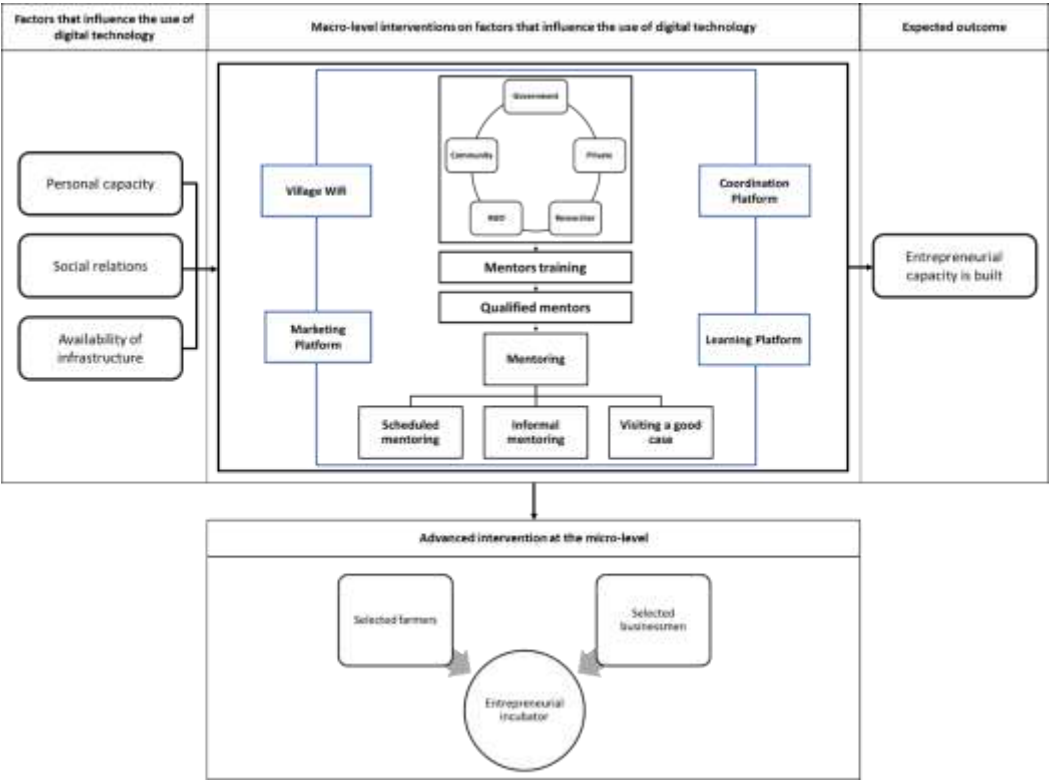 Factors that influence the use of
digital technology
Macro-level interventions on factors that influence the use of digital technology
Expected outcome
Personal capacity
Social relations
Availability of
infrastructure
Village Wifi
Marketing
Platform
Government
Community
Private
NGO
Researcher
Mentors training
Qualified mentors
Mentoring
Scheduled
mentoring
Informal
mentoring
Visiting a good
case
Coordination
Platform
Learning Platform
Entrepreneurial
capacity is built
Advanced intervention at the micro-level
Selected farmers
Selected
businessmen
Entrepreneurial
incubator